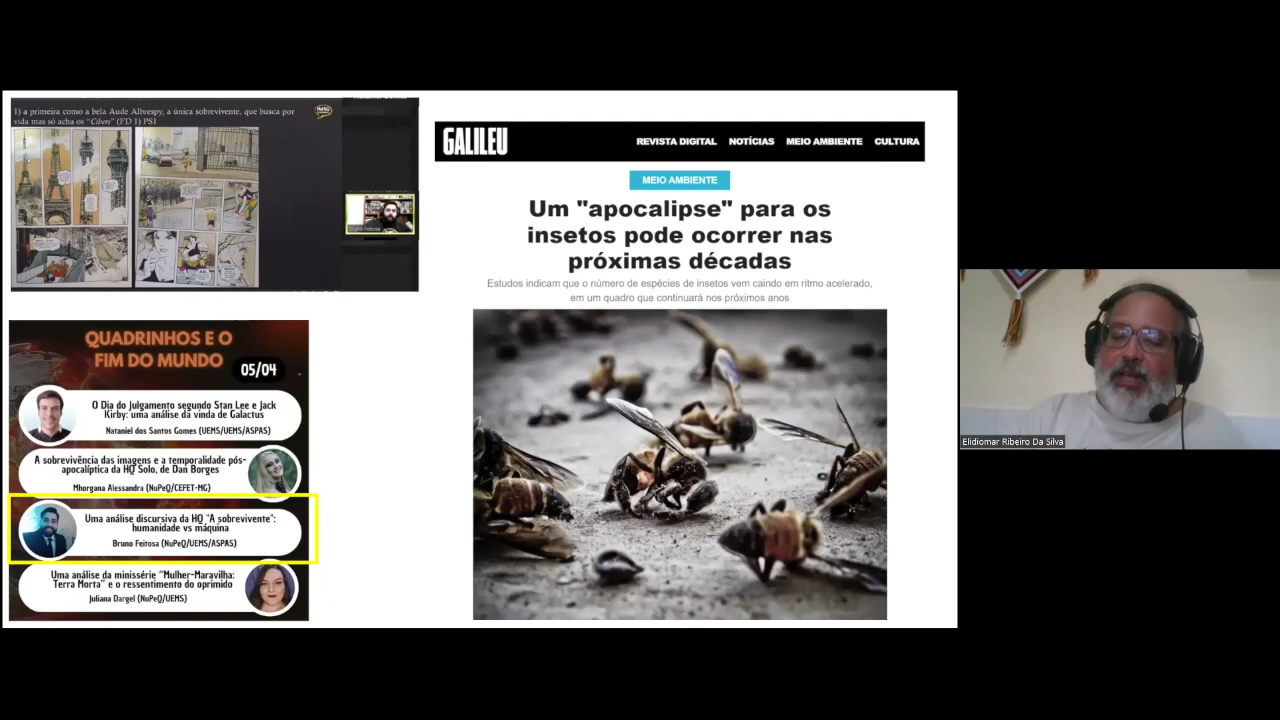 1) a primeira como a bela Aude Albrespy, a única sobrevivente, que busca por
vida mas só acha os "Cibers" (FD 1) PS1
Bruno Feitosa
QUADRINHOS E O
FIM DO MUNDO
05/04
O Dia do Julgamento segundo Stan Lee e Jack
Kirby: uma análise da vinda de Galactus
Nataniel dos Santos Gomes (UEMS/UEMS/ASPAS)
A sobrevivência das imagens e a temporalidade pós-
apocalíptica da HQ Solo, de Dan Borges
Mhorgana Alessandra (NuPeQ/CEFET-MG)
Uma análise discursiva da HQ "A sobrevivente":
humanidade vs máquina
Bruno Feitosa (NuPeQ/UEMS/ASPAS)
Uma análise da minissérie "Mulher-Maravilha:
Terra Morta" e o ressentimento do oprimido
Juliana Dargel (NuPeQ/UEMS)
GALILEU
REVISTA DIGITAL NOTÍCIAS MEIO AMBIENTE CULTURA
MEIO AMBIENTE
Um "apocalipse" para os
insetos pode ocorrer nas
próximas décadas
Estudos indicam que o número de espécies de insetos vem caindo em ritmo acelerado,
em um quadro que continuará nos próximos anos
Elidiomar Ribeiro Da Silva